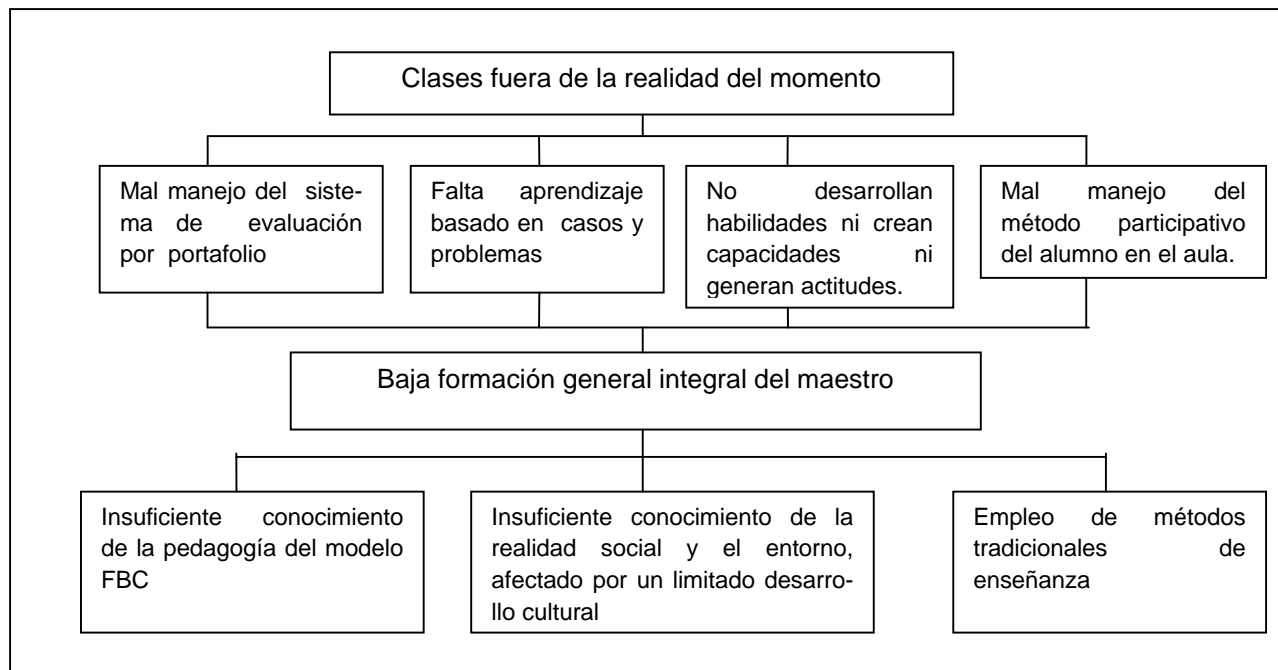 Clases fuera de la realidad del momento
Mal manejo del siste-
ma de evaluación
por portafolio
Falta aprendizaje
basado en casos y
problemas
No desarrollan
habilidades ni crean
capacidades ni
generan actitudes.
Mal manejo del
método participativo
del alumno en el aula.
Baja formación general integral del maestro
Insuficiente conocimiento
de la pedagogía del modelo
FBC
Insuficiente conocimiento de la
realidad social y el entorno,
afectado por un limitado desarro-
llo cultural
Empleo de métodos
tradicionales de
enseñanza